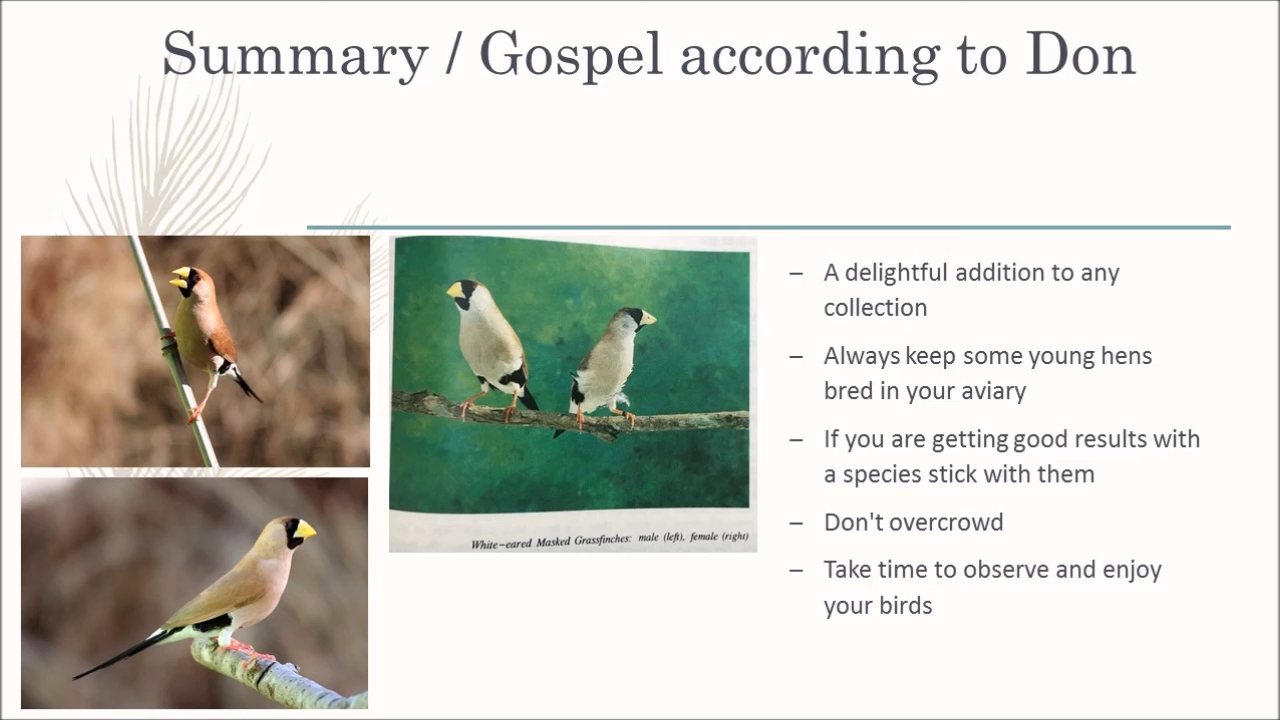 Summary / Gospel according to Don
White-eared Masked Grassfinches: male (left), female (right)
– A delightful addition to any
collection
– Always keep some young hens
bred in your aviary
– If you are getting good results with
a species stick with them
– Don't overcrowd
– Take time to observe and enjoy
your birds